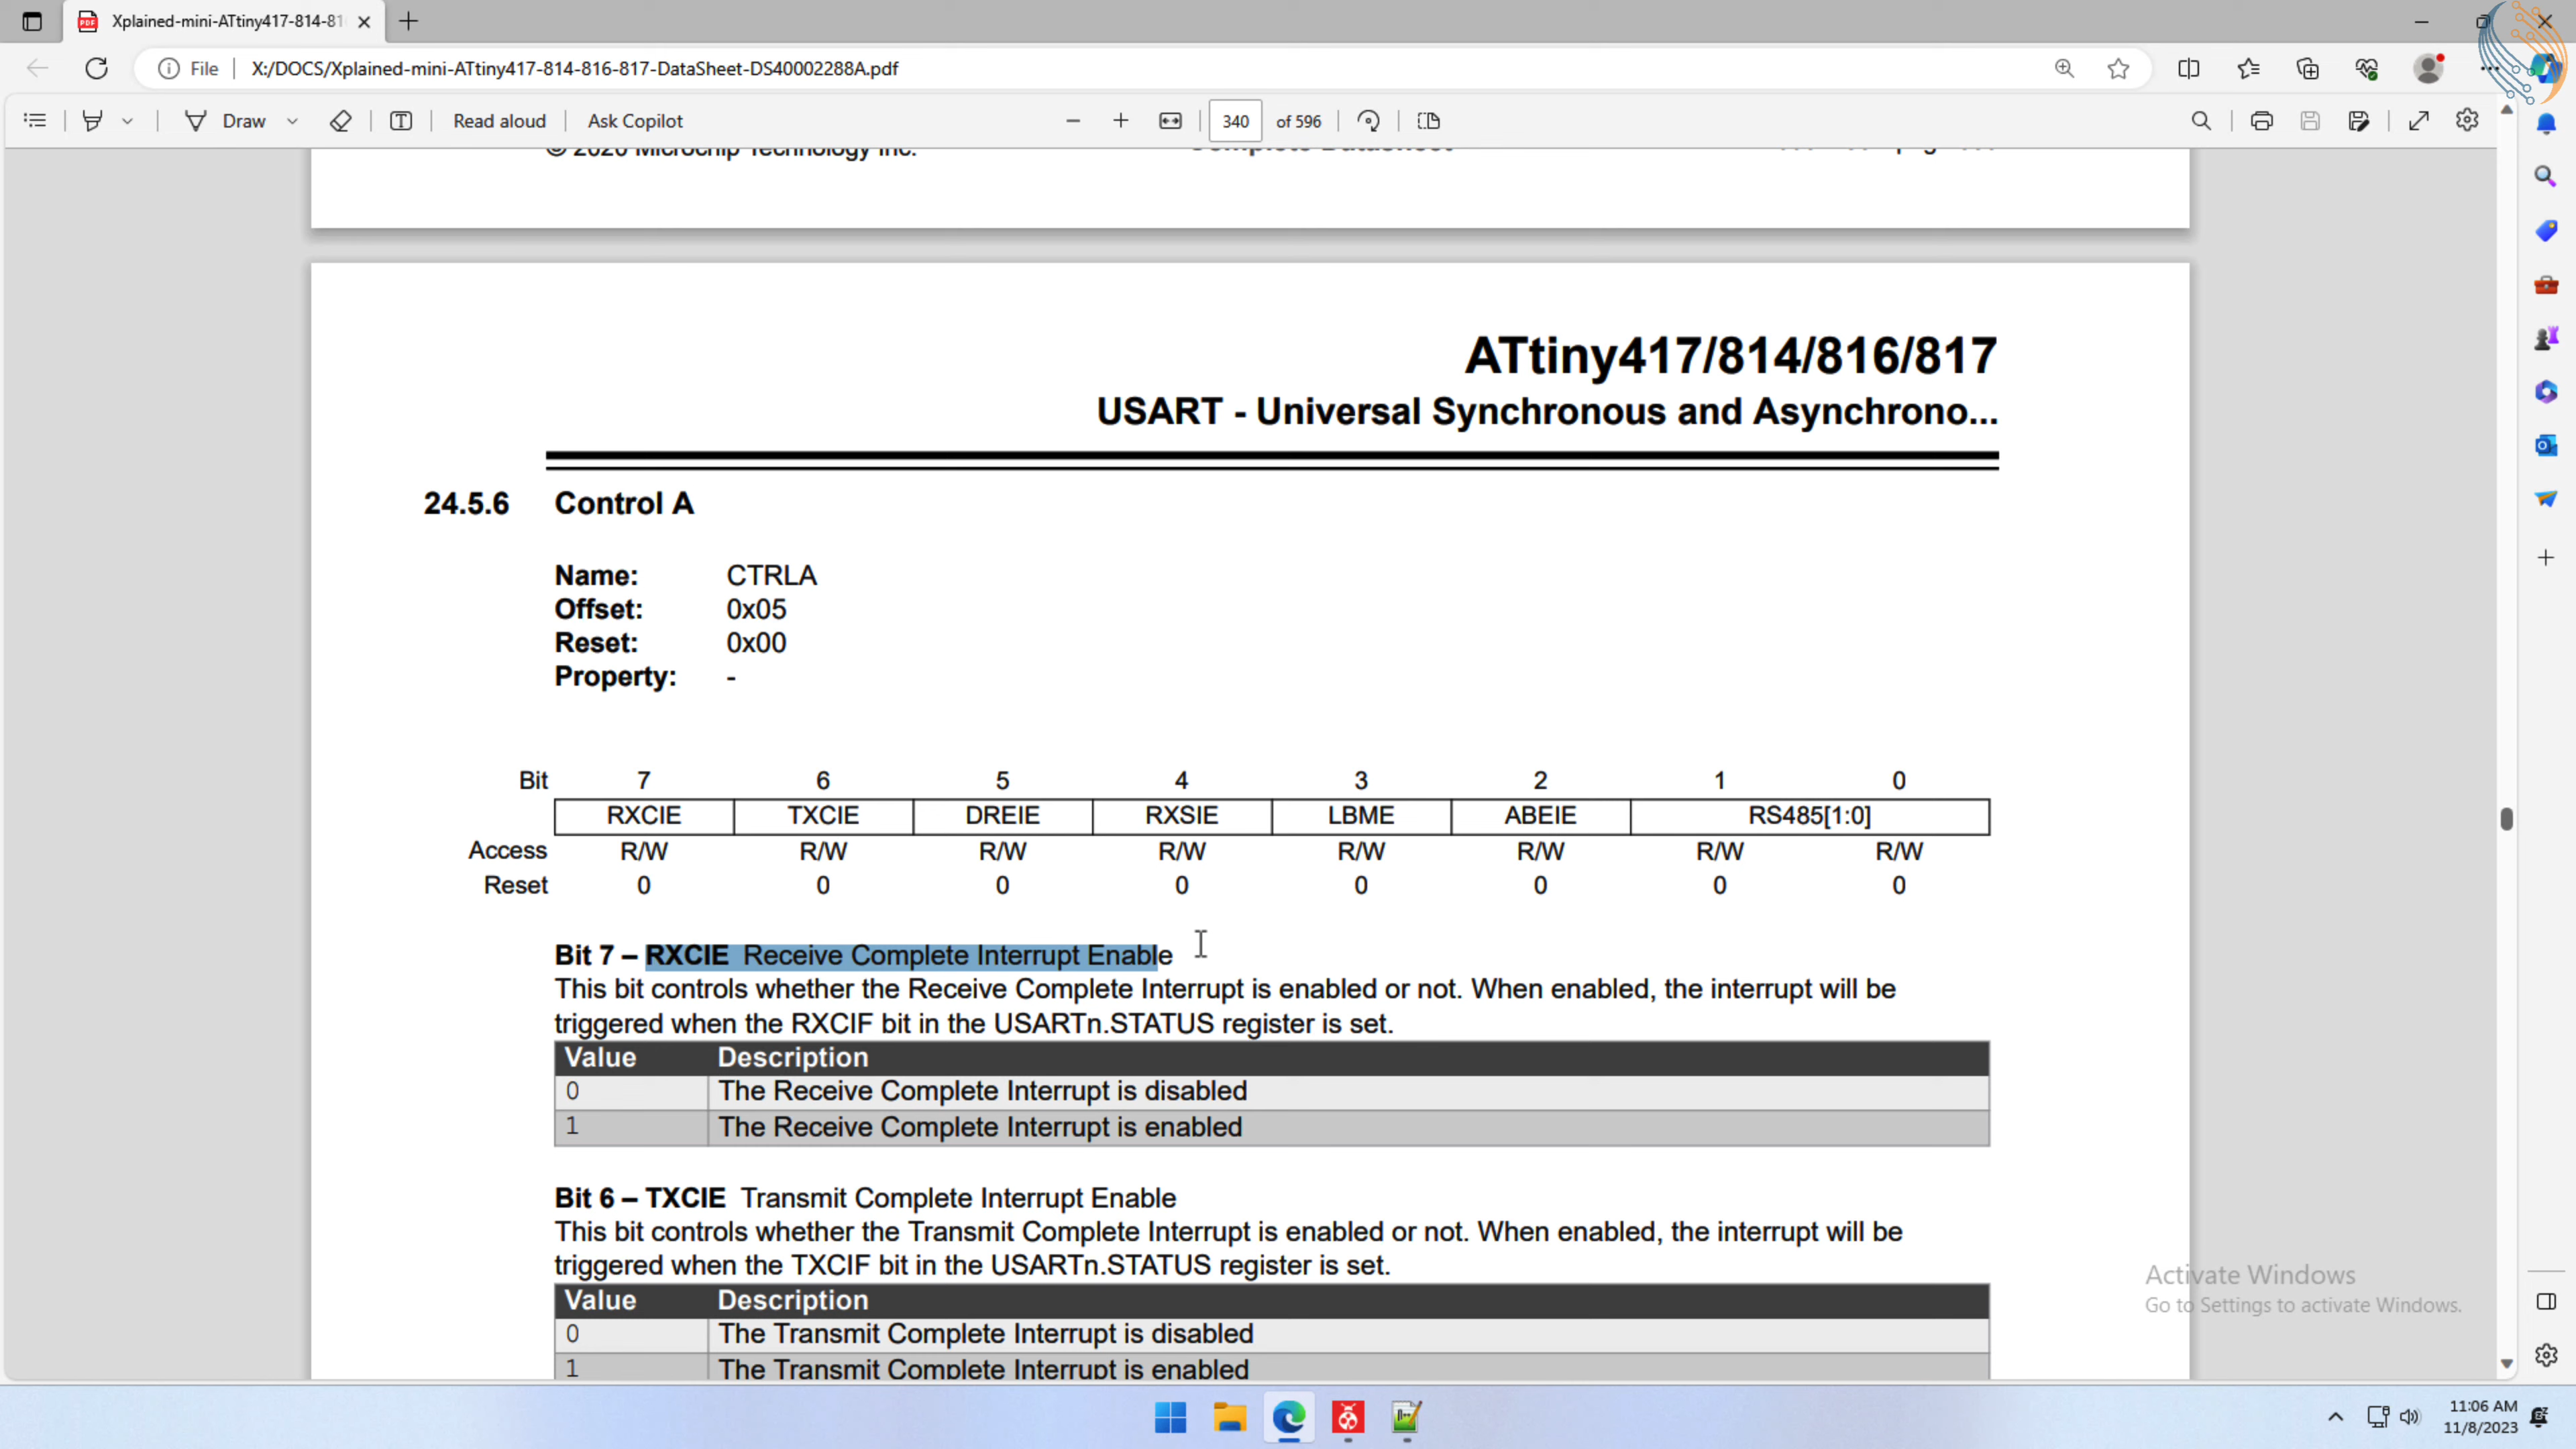 Xplained-mini-ATtiny417-814-81
File
X:/DOCS/Xplained-mini-ATtiny417-814-816-817-DataSheet-DS40002288A.pdf
Draw
Read aloud
Ask Copilot
340
of 596
© 2020 Microchip Technology Inc.
Complete Datasheet
ATtiny417/814/816/817
USART - Universal Synchronous and Asynchrono...
24.5.6 Control A
Name: CTRLA
Offset: 0x05
Reset: 0x00
Property: -
Bit 7 6 5 4 3 2 1 0
RXCIE TXCIE DREIE RXSIE LBME ABEIE RS485[1:0]
Access R/W R/W R/W R/W R/W R/W R/W R/W
Reset 0 0 0 0 0 0 0 0
Bit 7 – RXCIE Receive Complete Interrupt Enable
This bit controls whether the Receive Complete Interrupt is enabled or not. When enabled, the interrupt will be
triggered when the RXCIF bit in the USARTn.STATUS register is set.
Value Description
0 The Receive Complete Interrupt is disabled
1 The Receive Complete Interrupt is enabled
Bit 6 – TXCIE Transmit Complete Interrupt Enable
This bit controls whether the Transmit Complete Interrupt is enabled or not. When enabled, the interrupt will be
triggered when the TXCIF bit in the USARTn.STATUS register is set.
Value Description
0 The Transmit Complete Interrupt is disabled
1 The Transmit Complete Interrupt is enabled
Activate Windows
Go to Settings to activate Windows.
11:06 AM
11/8/2023